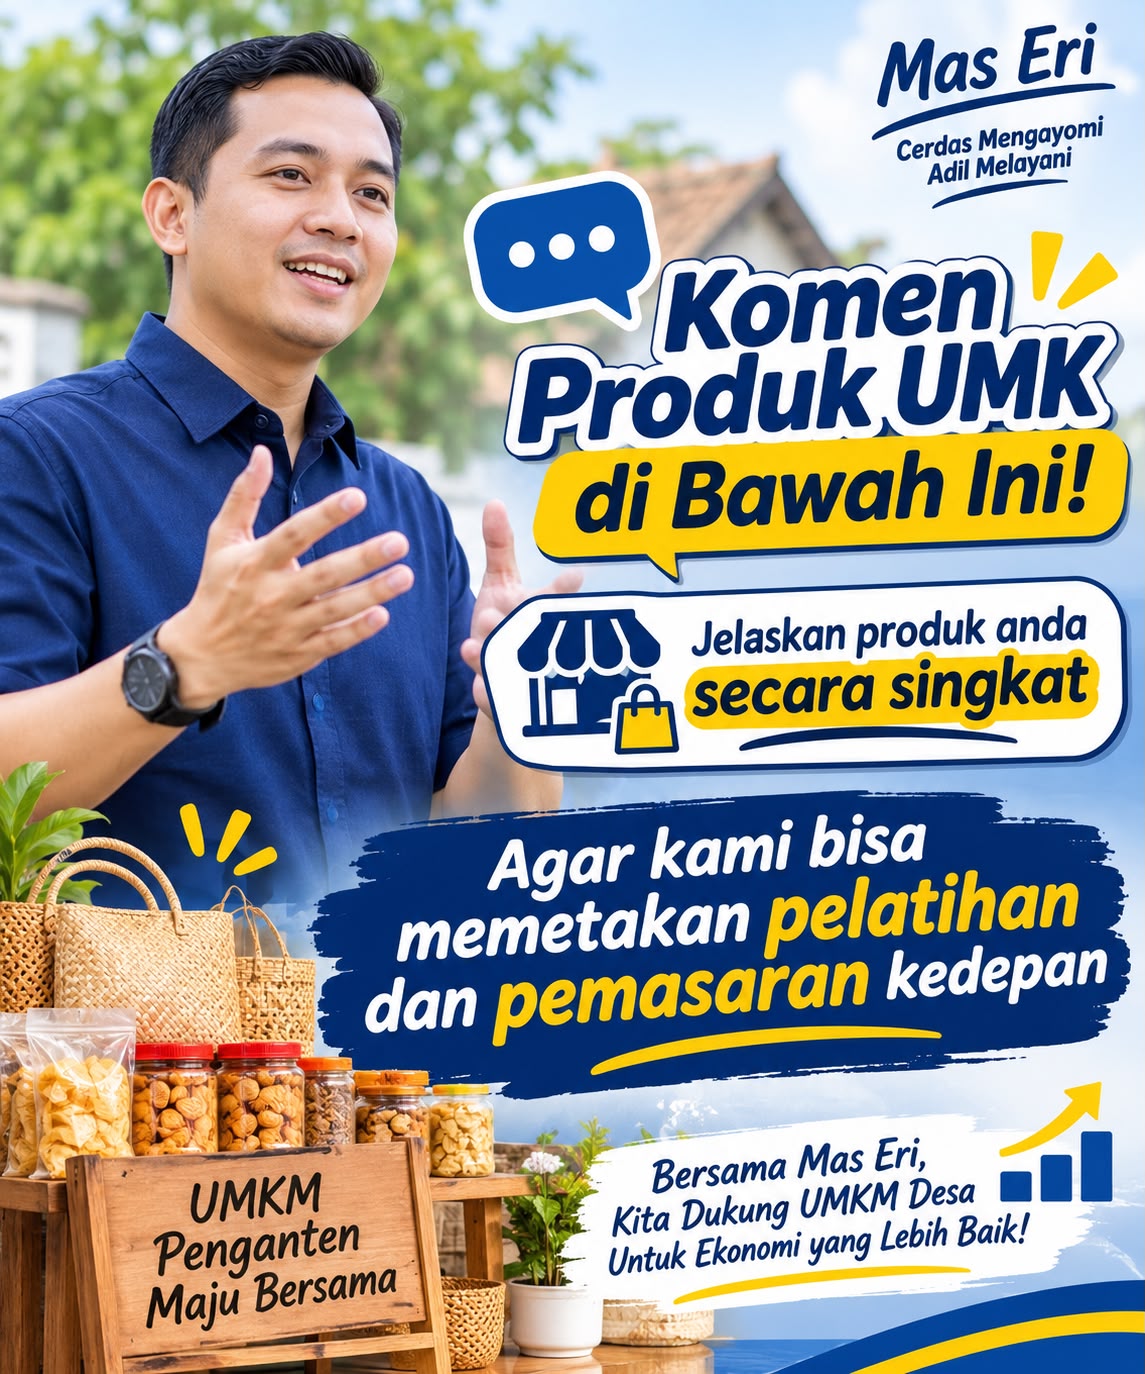 Mas Eri
Cerdas Mengayomi
Adil Melayani
Komen
Produk UMK
di Bawah Ini!
Jelaskan produk anda
secara singkat
Agar kami bisa
memetakan pelatihan
dan pemasaran kedepan
Bersama Mas Eri,
Kita Dukung UMKM Desa
Untuk Ekonomi yang Lebih Baik!
UMKM
Penganten
Maju Bersama